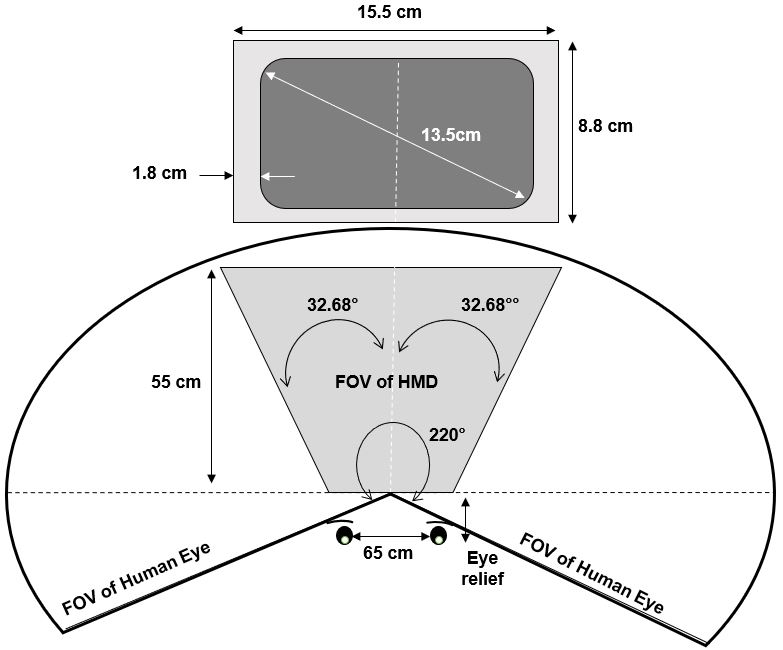 15.5 cm
13.5cm
8.8 cm
1.8 cm
32.68°
32.68°°
55 cm
FOV of HMD
220°
65 cm
Eye
relief
FOV of Human Eye
FOV of Human Eye